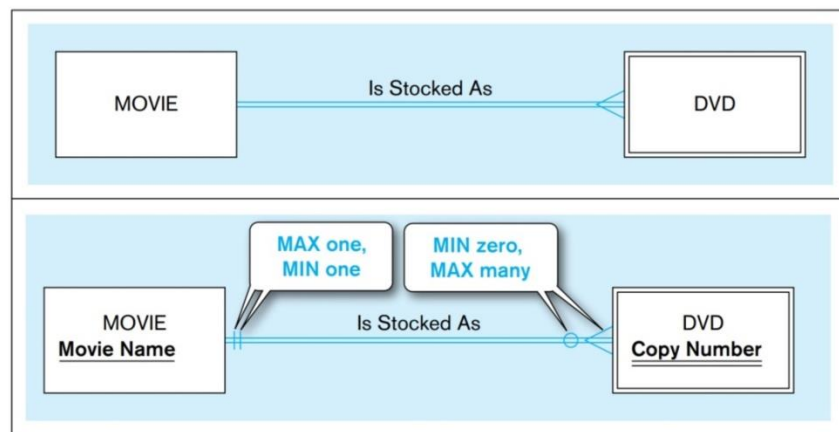 MOVIE
Is Stocked As
DVD
MAX one,
MIN one
MIN zero,
MAX many
MOVIE
Movie Name
Is Stocked As
DVD
Copy Number